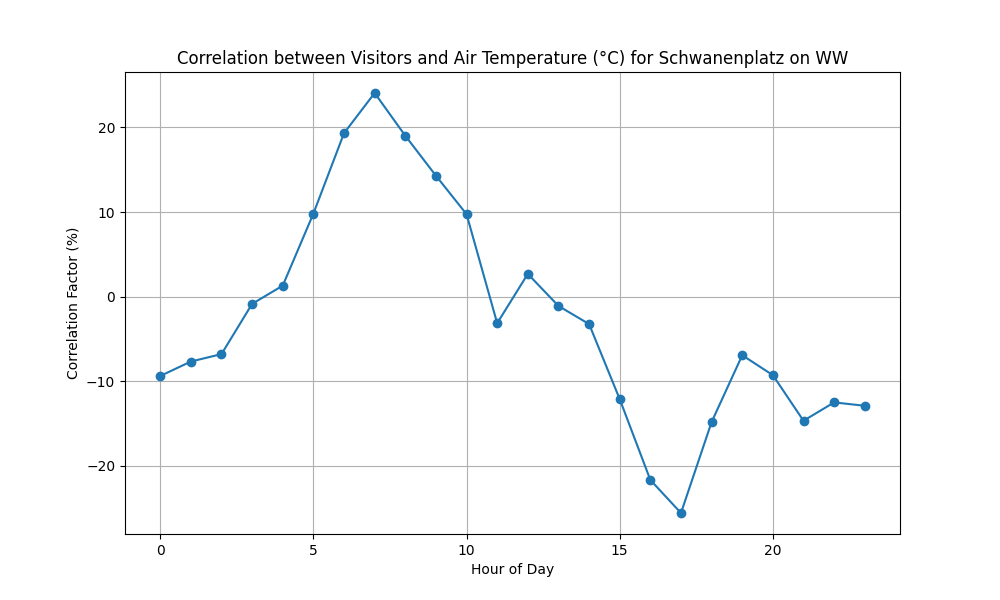 Correlation between Visitors and Air Temperature (°C) for Schwanenplatz on WW
Correlation Factor (%)
20
10
0
−10
−20
0 5 10 15 20
Hour of Day